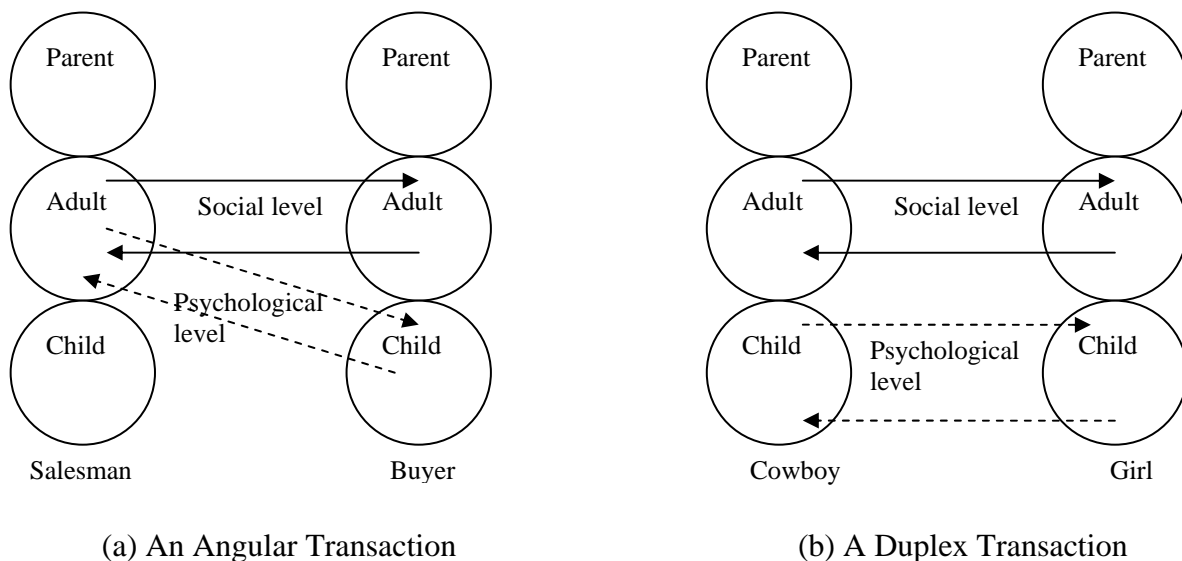 Parent
Parent
Adult
Social level
Adult
Psychological
level
Child
Child
Salesman
Buyer
(a) An Angular Transaction
Parent
Parent
Adult
Social level
Adult
Child
Psychological
level
Child
Cowboy
Girl
(b) A Duplex Transaction